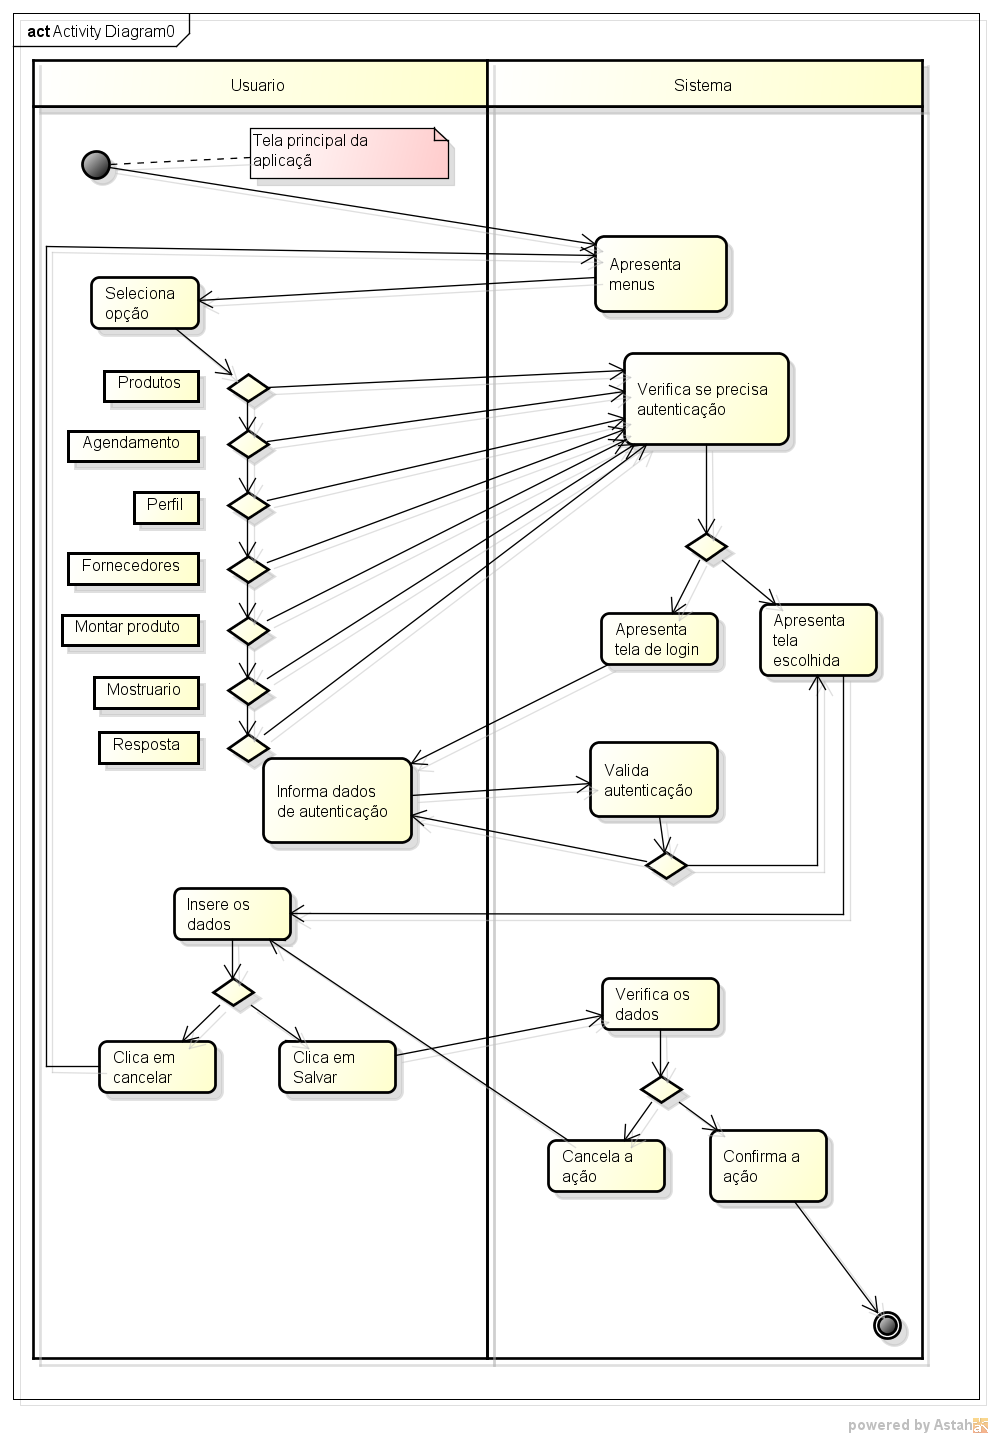 act Activity Diagram0
Usuario
Sistema
Tela principal da
aplicaçã
Apresenta
menus
Seleciona
opção
Produtos
Verifica se precisa
autenticação
Agendamento
Perfil
Fornecedores
Montar produto
Apresenta
tela de login
Apresenta
tela
escolhida
Mostruario
Resposta
Informa dados
de autenticação
Valida
autenticação
Insere os
dados
Verifica os
dados
Clica em
cancelar
Clica em
Salvar
Cancela a
ação
Confirma a
ação
powered by Astah